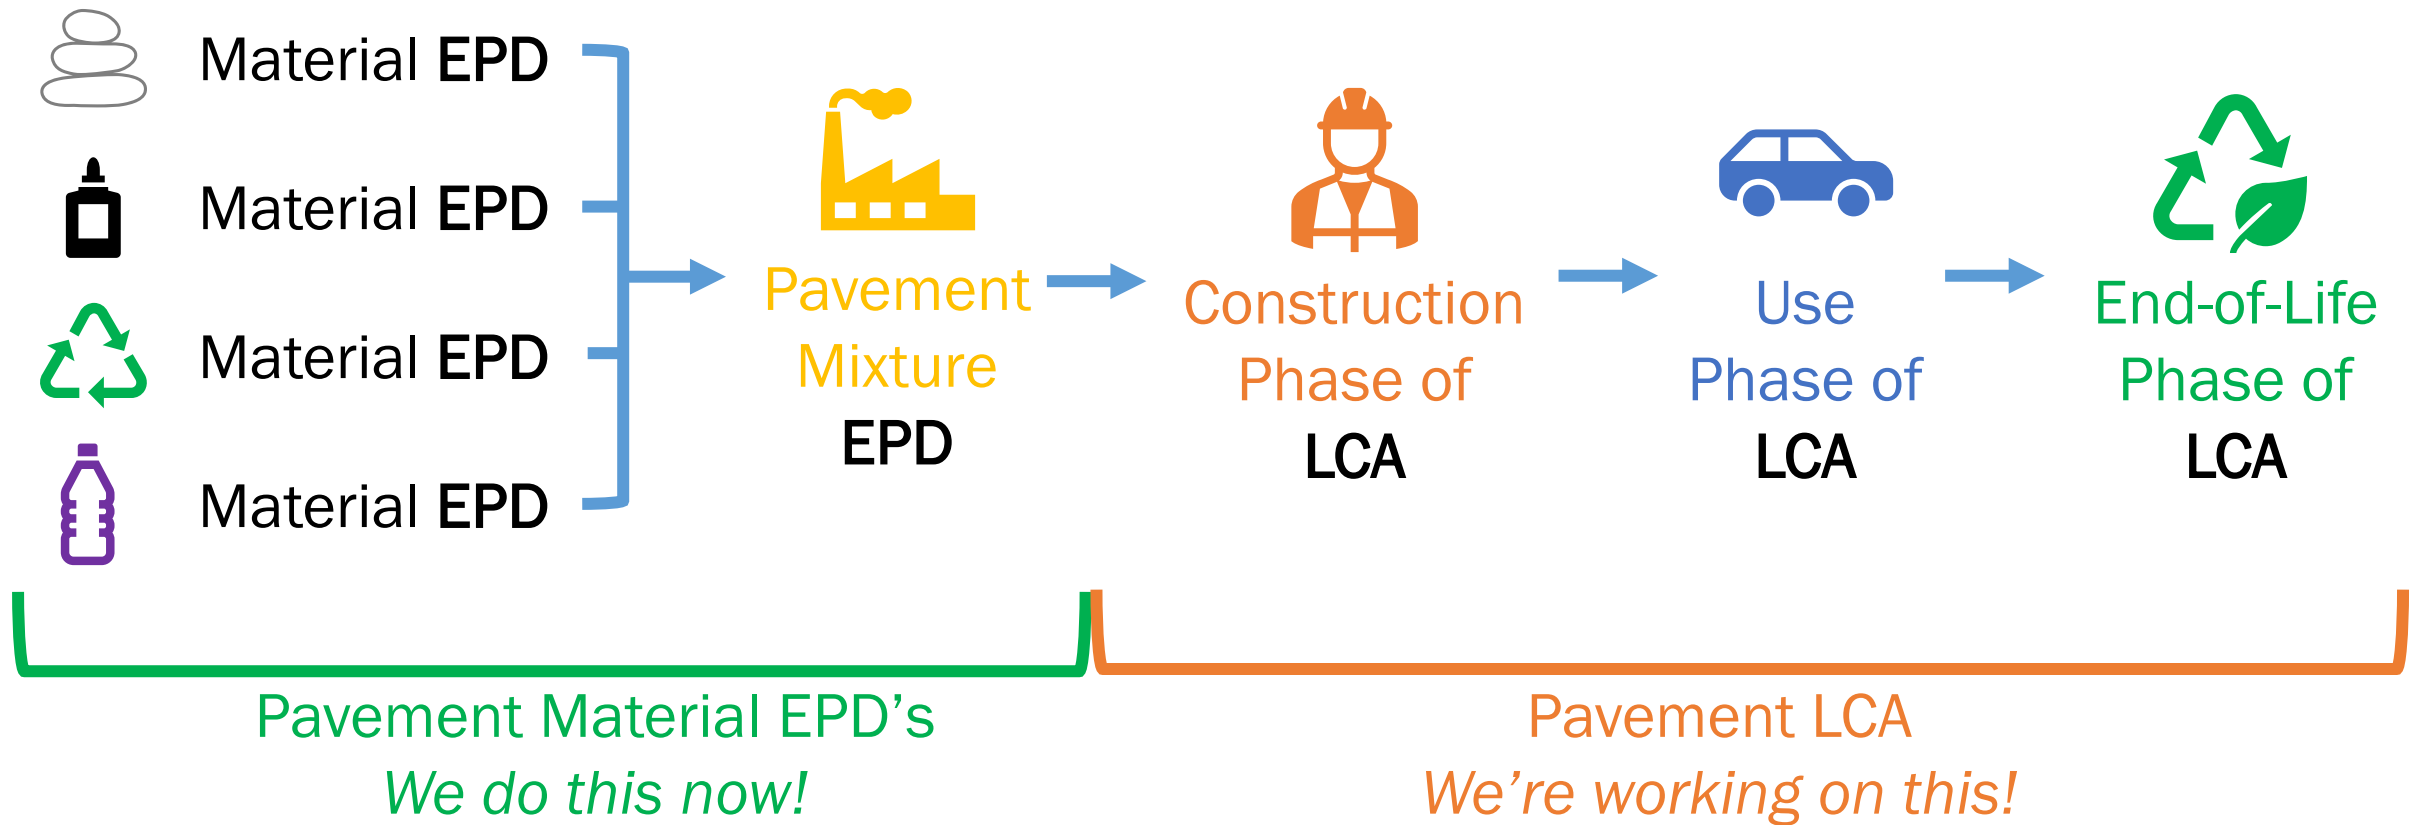 Material EPD
Material EPD
Material EPD
Material EPD
Pavement
Mixture
EPD
Construction
Phase of
LCA
Use
Phase of
LCA
End-of-Life
Phase of
LCA
Pavement Material EPD’s
We do this now!
Pavement LCA
We’re working on this!